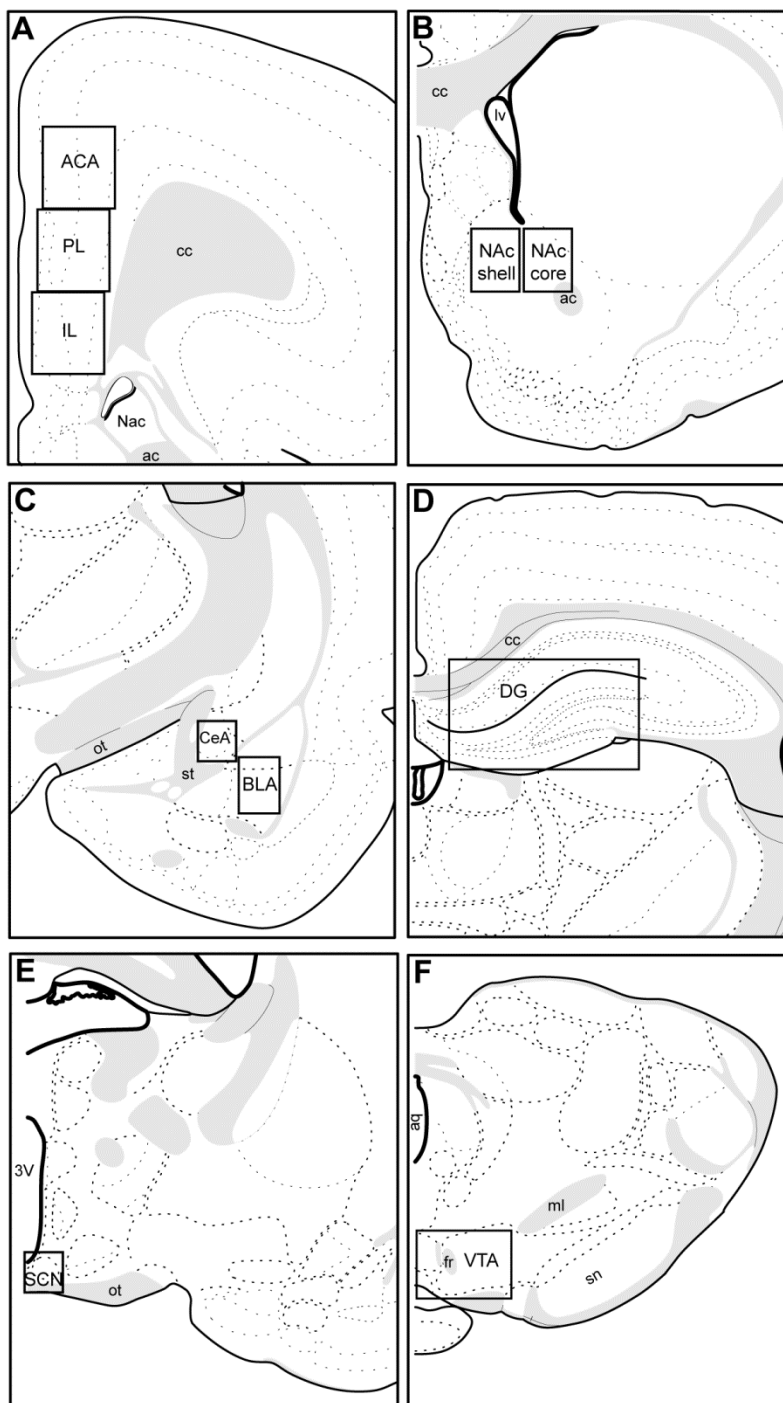 A
ACA
PL
cc
IL
Nac
ac
B
cc
lv
NAc
shell
NAc
core
ac
C
CeA
ot
st
BLA
D
cc
DG
E
3V
SCN
ot
F
aq
ml
fr
VTA
sn